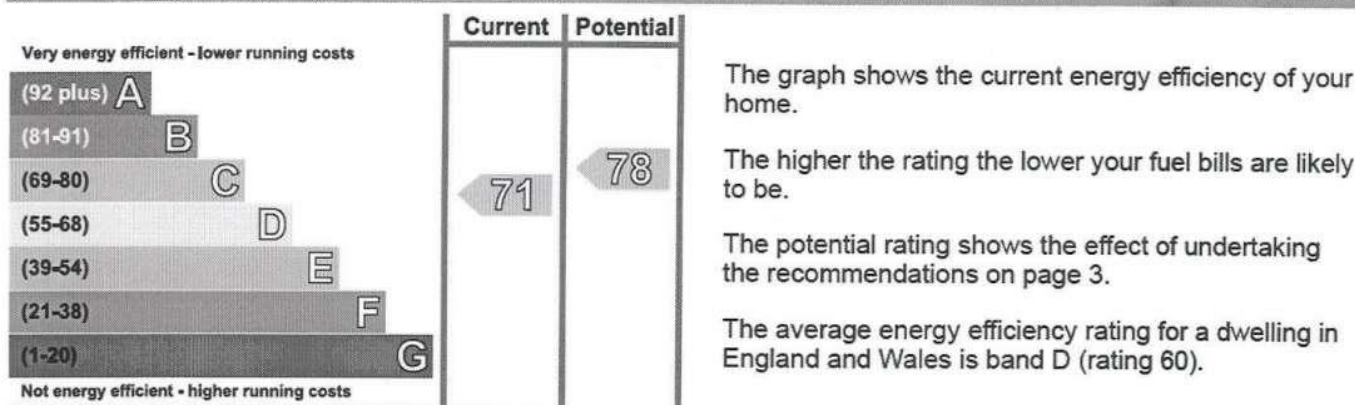 Current Potential
Very energy efficient - lower running costs
(92 plus) A
(81-91) B
(69-80) C
(55-68) D
(39-54) E
(21-38) F
(1-20) G
Not energy efficient - higher running costs
71
78
The graph shows the current energy efficiency of your
home.
The higher the rating the lower your fuel bills are likely
to be.
The potential rating shows the effect of undertaking
the recommendations on page 3.
The average energy efficiency rating for a dwelling in
England and Wales is band D (rating 60).